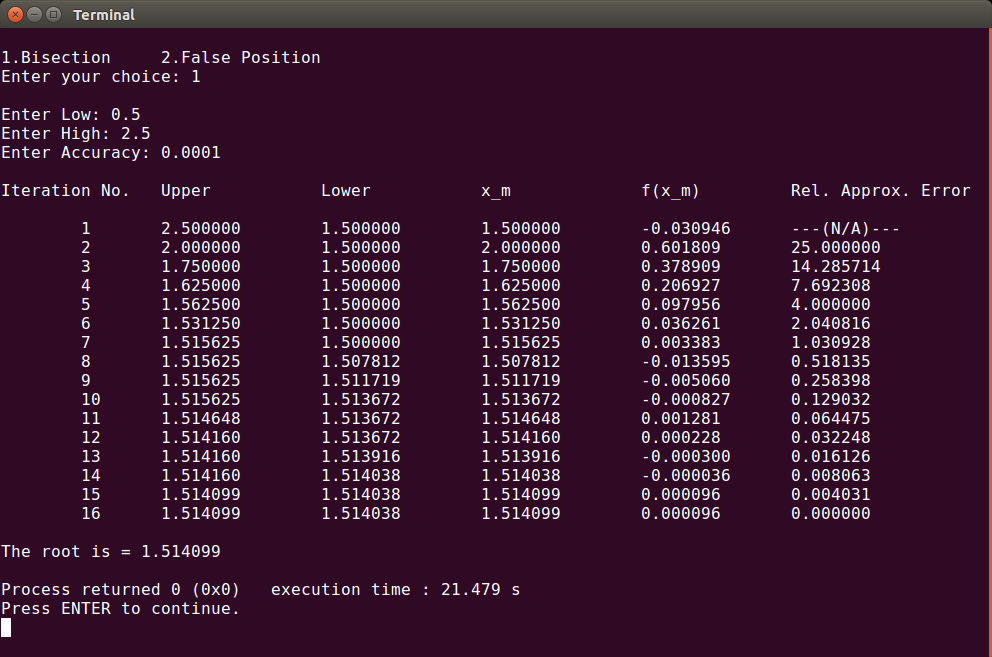 Terminal
1.Bisection     2.False Position
Enter your choice: 1
Enter Low: 0.5
Enter High: 2.5
Enter Accuracy: 0.0001
Iteration No.   Upper           Lower           x_m             f(x_m)         Rel. Approx. Error
1       2.500000        1.500000        1.500000        -0.030946      ---(N/A)---
2       2.000000        1.500000        2.000000        0.601809       25.000000
3       1.750000        1.500000        1.750000        0.378909       14.285714
4       1.625000        1.500000        1.625000        0.206927       7.692308
5       1.562500        1.500000        1.562500        0.097956       4.000000
6       1.531250        1.500000        1.531250        0.036261       2.040816
7       1.515625        1.500000        1.515625        0.003383       1.030928
8       1.515625        1.507812        1.507812        -0.013595      0.518135
9       1.515625        1.511719        1.511719        -0.005060      0.258398
10      1.515625        1.513672        1.513672        -0.000827      0.129032
11      1.514648        1.513672        1.514648        0.001281       0.064475
12      1.514160        1.513672        1.514160        0.000228       0.032248
13      1.514160        1.513916        1.513916        -0.000300      0.016126
14      1.514160        1.514038        1.514038        -0.000036      0.008063
15      1.514099        1.514038        1.514099        0.000096       0.004031
16      1.514099        1.514038        1.514099        0.000096       0.000000
The root is = 1.514099
Process returned 0 (0x0)   execution time : 21.479 s
Press ENTER to continue.